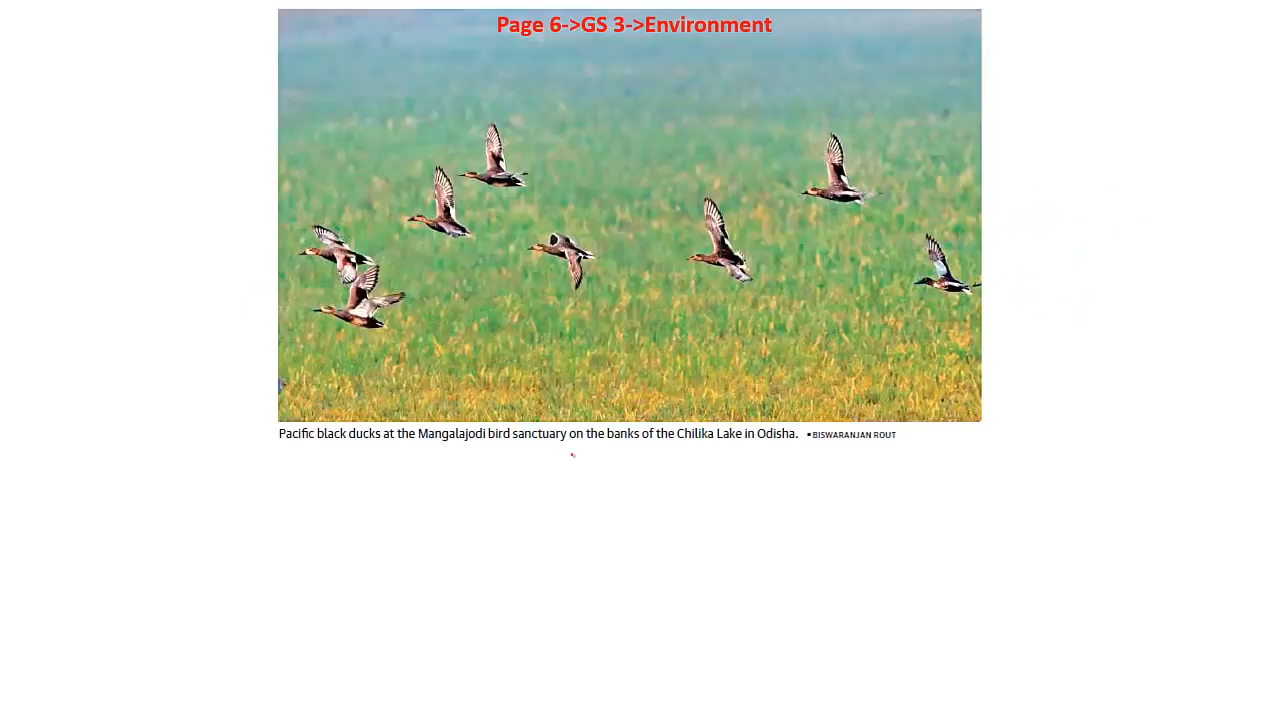 Page 6->GS 3->Environment
Pacific black ducks at the Mangalajodi bird sanctuary on the banks of the Chilika Lake in Odisha. • BISWARANJAN ROUT